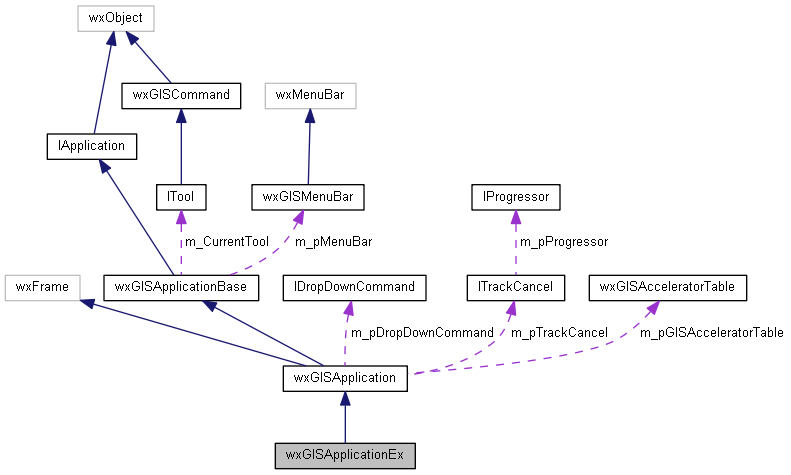 wxObject
wxGISCommand
wxMenuBar
IApplication
ITool
wxGISMenuBar
IProgressor
m_CurrentTool
m_pMenuBar
m_pProgressor
wxFrame
wxGISApplicationBase
IDropDownCommand
ITrackCancel
wxGISAcceleratorTable
m_pDropDownCommand
m_pTrackCancel
m_pGISAcceleratorTable
wxGISApplication
wxGISApplicationEx